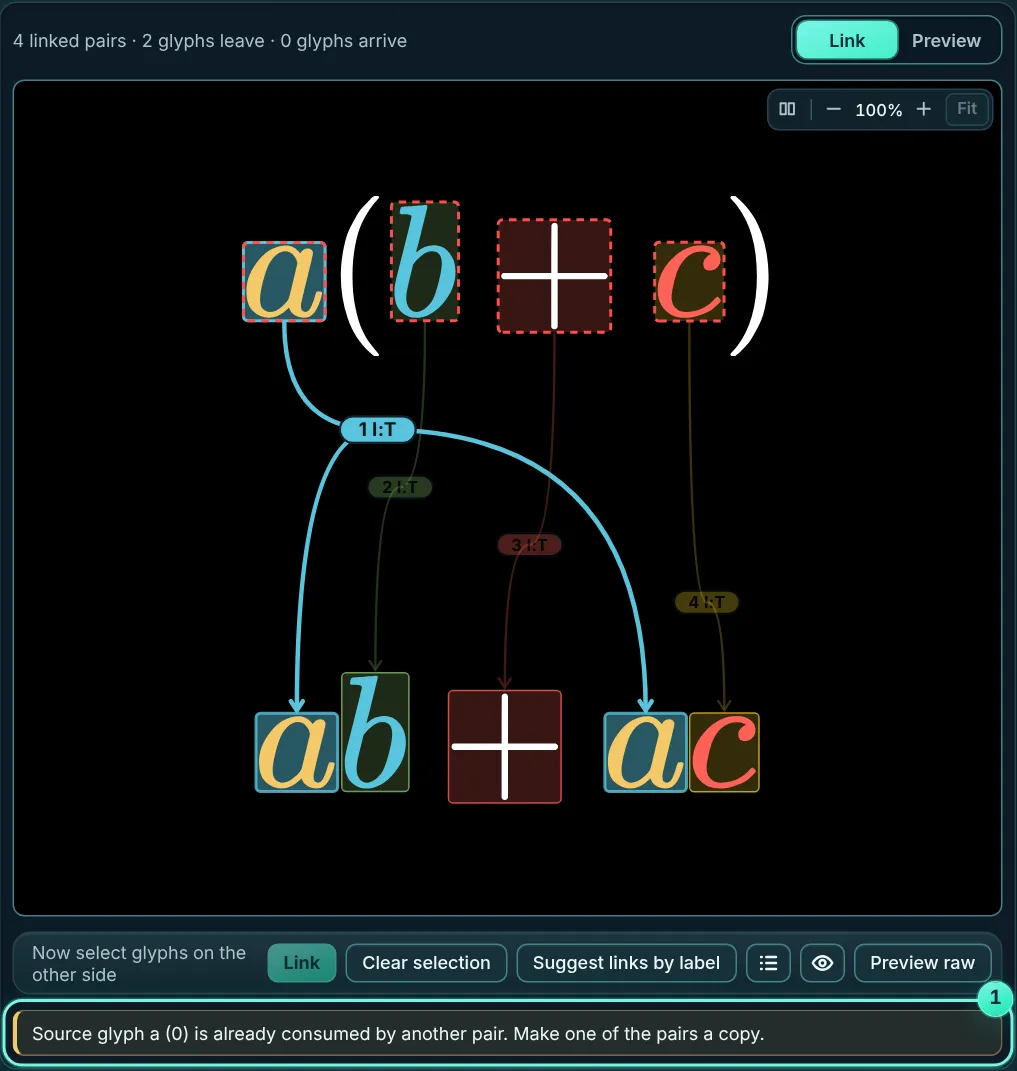 4 linked pairs · 2 glyphs leave · 0 glyphs arrive
Link Preview
− 100% + Fit
a(b + c)
1 I:T
2 I:T
3 I:T
4 I:T
ab + ac
Now select glyphs on the
other side
Link Clear selection Suggest links by label Preview raw
1
Source glyph a (0) is already consumed by another pair. Make one of the pairs a copy.